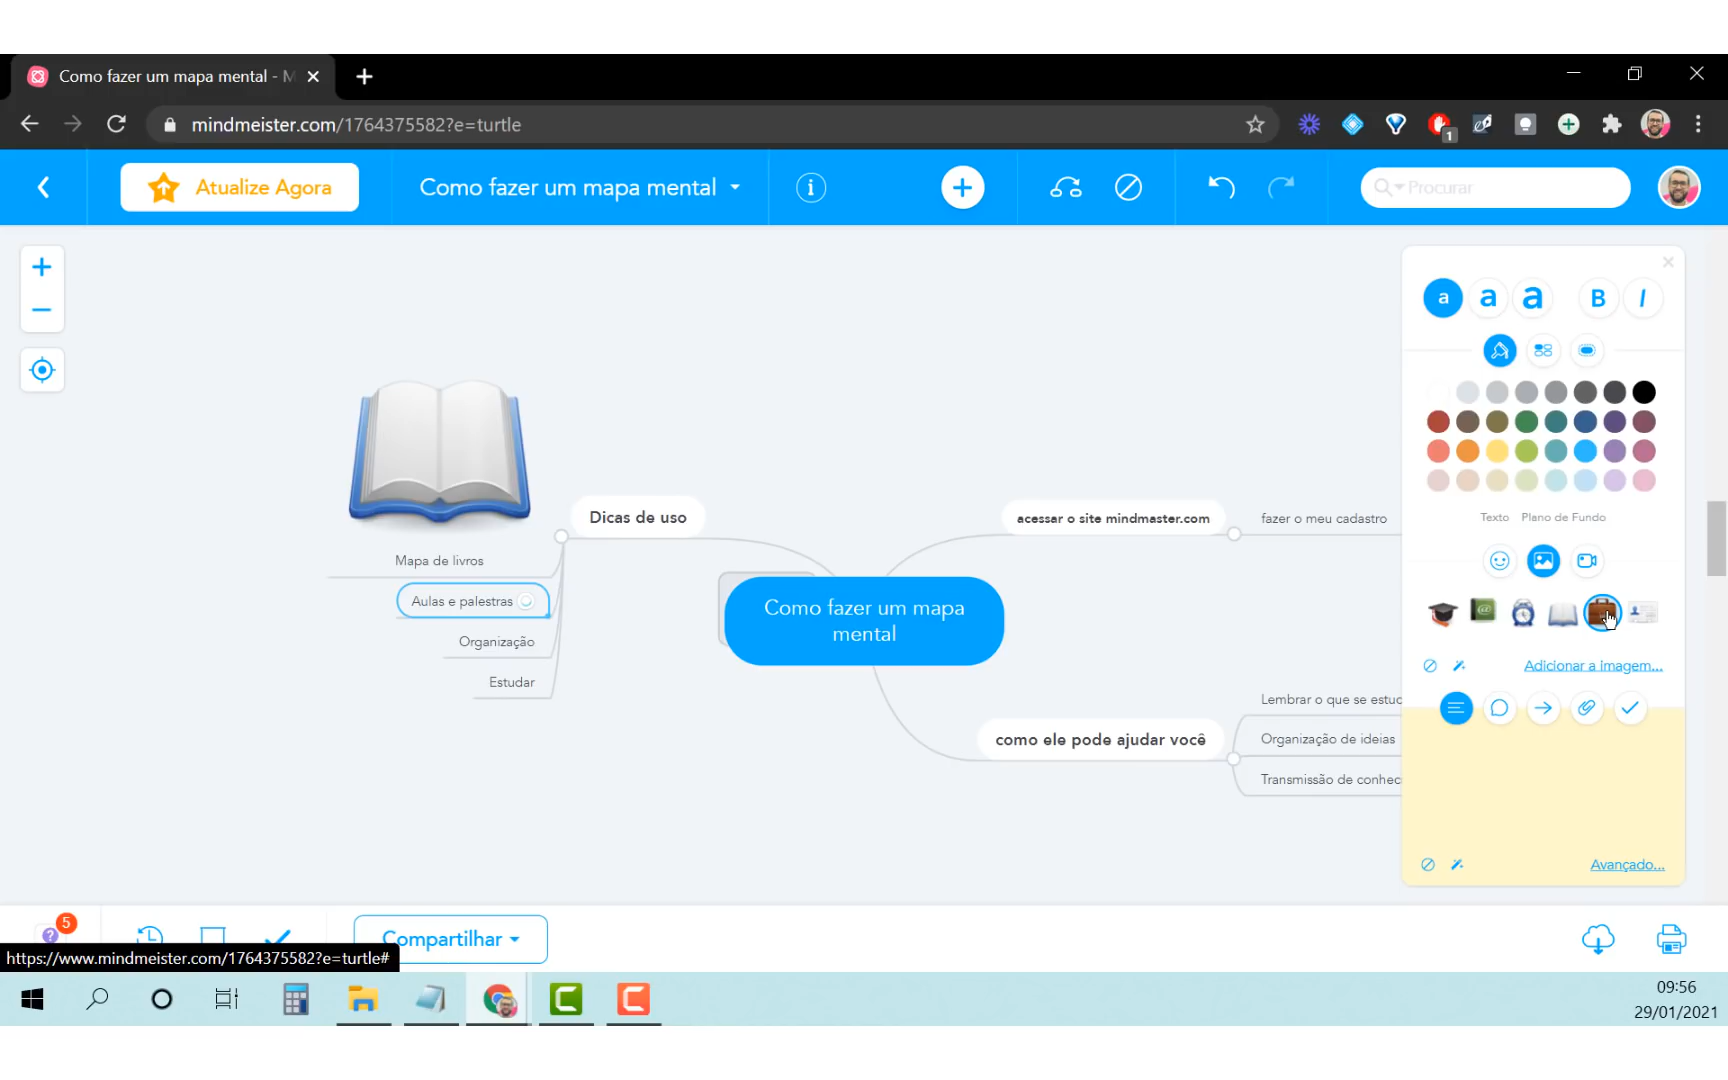 Como fazer um mapa mental - M
mindmeister.com/1764375582?e=turtle
1
Atualize Agora
Como fazer um mapa mental
Procurar
a a a B I
Dicas de uso
acessar o site mindmaster.com
fazer o meu cadastro
Texto Plano de Fundo
Mapa de livros
Aulas e palestras
Organização
Estudar
Como fazer um mapa
mental
Adicionar a imagem...
Lembrar o que se estud
como ele pode ajudar você
Organização de ideias
Transmissão de conhec
Avançado...
5
Compartilhar
https://www.mindmeister.com/1764375582?e=turtle#
09:56
29/01/2021